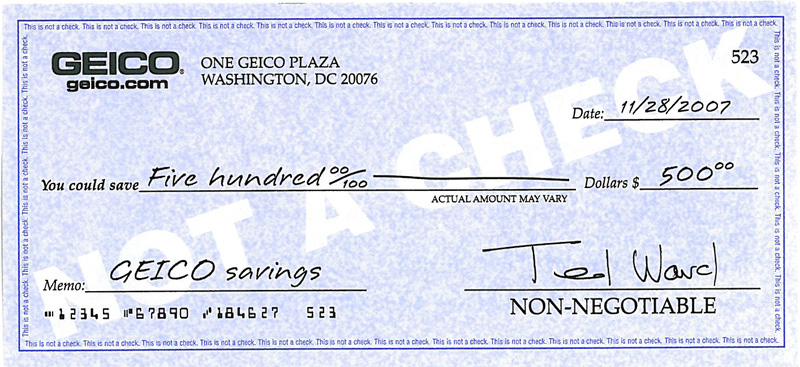 This is not a check. This is not a check. This is not a check. This is not a check. This is not a check. This is not a check. This is not a check. This is not a check. This is not a check. This is not a check. This is not a check.
GEICO® ONE GEICO PLAZA 523
geico.com WASHINGTON, DC 20076
Date: 11/28/2007
NOT A CHECK
You could save Five hundred 00/100 Dollars $ 500 00
ACTUAL AMOUNT MAY VARY
Memo: GEICO savings Ted Ward
NON-NEGOTIABLE
12345 67890 184627 523
This is not a check. This is not a check. This is not a check. This is not a check. This is not a check. This is not a check. This is not a check. This is not a check. This is not a check. This is not a check. This is not a check.